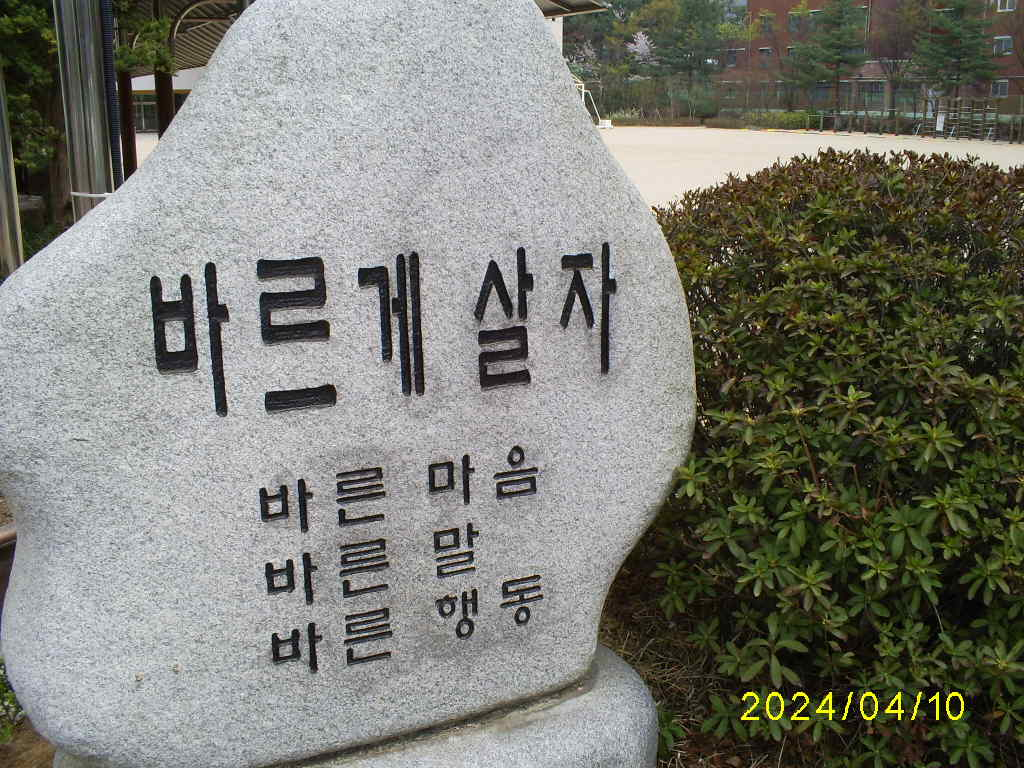 바르게 살자
바른 마음
바른 말
바른 행동
2024/04/10